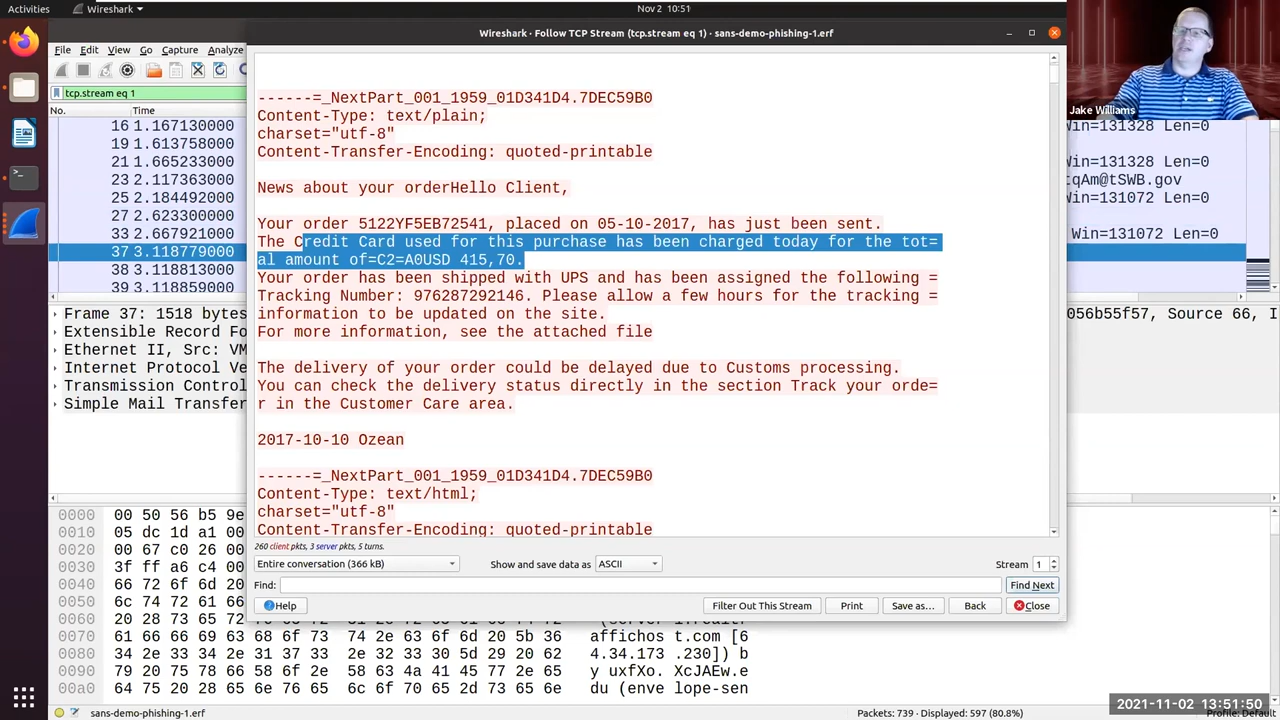 Activities
Wireshark
Nov 2 10:51
Wireshark · Follow TCP Stream (tcp.stream eq 1) · sans-demo-phishing-1.erf
File Edit View Go Capture Analyze
tcp.stream eq 1
No. Time
16 1.167130000
19 1.613758000
21 1.665233000
23 2.117363000
25 2.184492000
27 2.623300000
33 2.667921000
37 3.118779000
38 3.118813000
39 3.118859000
------=_NextPart_001_1959_01D341D4.7DEC59B0
Content-Type: text/plain;
charset="utf-8"
Content-Transfer-Encoding: quoted-printable
News about your orderHello Client,
Your order 5122YF5EB72541, placed on 05-10-2017, has just been sent.
The Credit Card used for this purchase has been charged today for the tot=
al amount of=C2=A0USD 415,70.
Your order has been shipped with UPS and has been assigned the following =
Tracking Number: 976287292146. Please allow a few hours for the tracking =
information to be updated on the site.
For more information, see the attached file
The delivery of your order could be delayed due to Customs processing.
You can check the delivery status directly in the section Track your orde=
r in the Customer Care area.
2017-10-10 Ozean
------=_NextPart_001_1959_01D341D4.7DEC59B0
Content-Type: text/html;
charset="utf-8"
Content-Transfer-Encoding: quoted-printable
Jake Williams
Win=131328 Len=0
Win=131328 Len=0
tqAm@tSWB.gov
Win=131072 Len=0
Win=131072 Len=0
Frame 37: 1518 bytes
056b55f57, Source 66, I
Extensible Record Fo
Ethernet II, Src: VM
Internet Protocol Ve
Transmission Control
Simple Mail Transfer
260 client pkts, 3 server pkts, 5 turns.
Entire conversation (366 kB)
Show and save data as ASCII
Stream 1
Find:
Find Next
Help
Filter Out This Stream
Print
Save as…
Back
Close
0000 00 50 56 b5 9e
0010 05 dc 1d a1 00
0020 00 67 c0 26 00
0030 3f ff a6 c4 00
0040 66 72 6f 6d 20
0050 6c 74 72 61 66
0060 20 28 73 65 72
0070 61 66 66 69 63 68 6f 73 74 2e 63 6f 6d 20 5b 36 affichos t.com [6
0080 34 2e 33 34 2e 31 37 33 2e 32 33 30 5d 29 20 62 4.34.173 .230]) b
0090 79 20 75 78 66 58 6f 2e 58 63 4a 41 45 77 2e 65 y uxfXo. XcJAEw.e
00a0 64 75 20 28 65 6e 76 65 6c 6f 70 65 2d 73 65 6e du (enve lope-sen
sans-demo-phishing-1.erf
Packets: 739 · Displayed: 597 (80.8%)
Profile: Default
2021-11-02 13:51:50